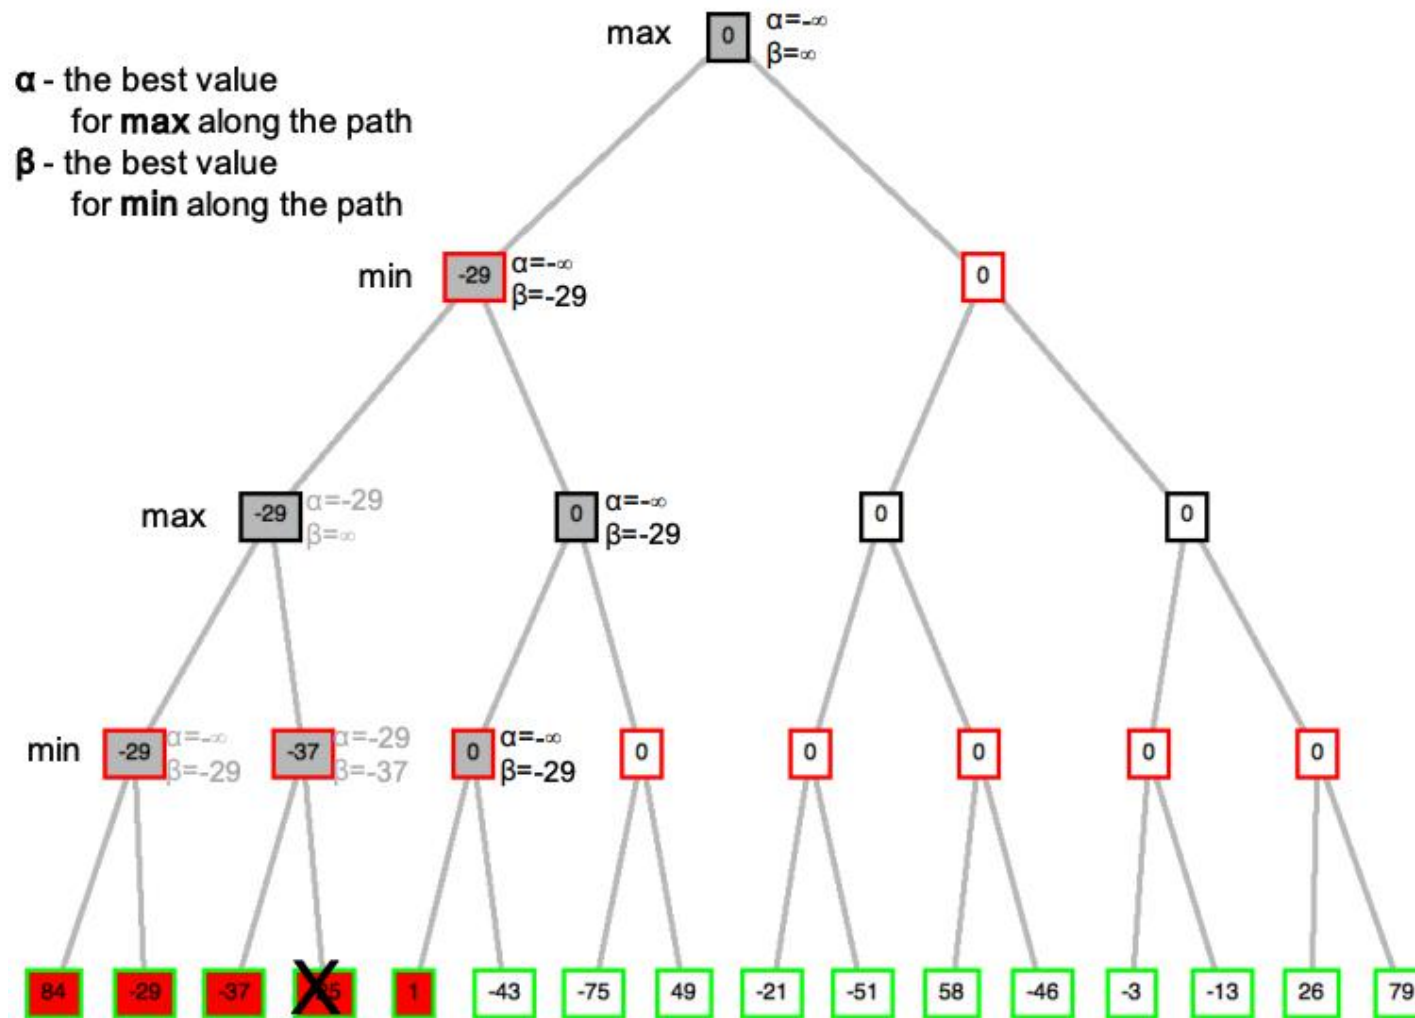 max 0 α=-∞
β=∞
α - the best value
for max along the path
β - the best value
for min along the path
min -29 α=-∞
β=-29
0
max -29 α=-29
β=∞
0 α=-∞
β=-29
0
0
min -29 α=-∞
β=-29
-37 α=-29
β=-37
0 α=-∞
β=-29
0
0
0
0
0
84 -29 -37 1 -43 -75 49 -21 -51 58 -46 -3 -13 26 79